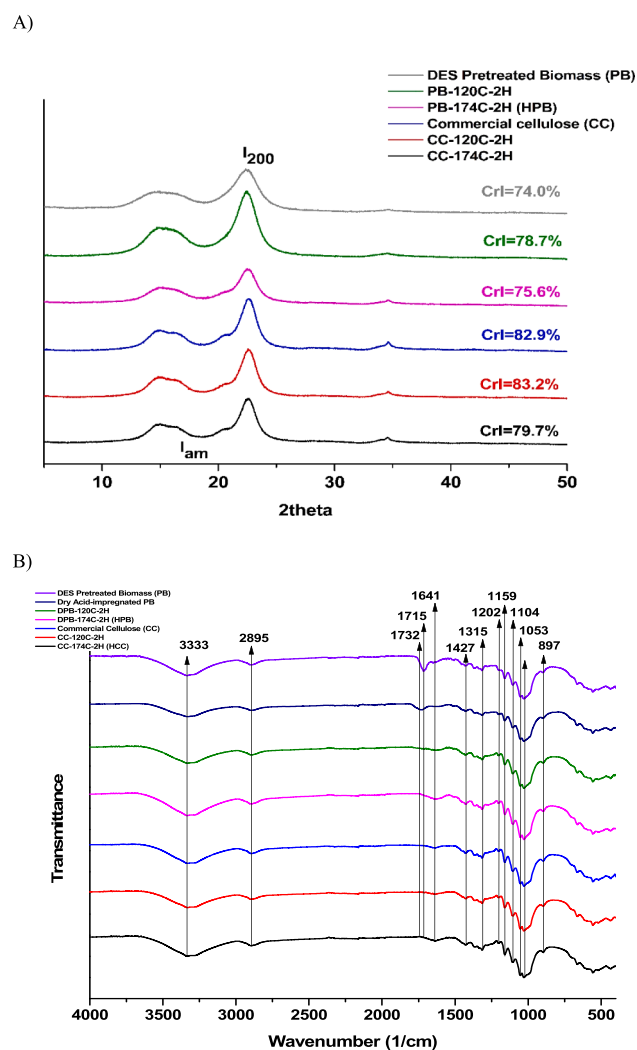 A)
DES Pretreated Biomass (PB)
PB-120C-2H
PB-174C-2H (HPB)
Commercial cellulose (CC)
CC-120C-2H
CC-174C-2H
I200
CrI=74.0%
CrI=78.7%
CrI=75.6%
CrI=82.9%
CrI=83.2%
CrI=79.7%
Iam
10 20 30 40 50
2theta
B)
DES Pretreated Biomass (PB)
Dry Acid-impregnated PB
DPB-120C-2H
DPB-174C-2H (HPB)
Commercial Cellulose (CC)
CC-120C-2H
CC-174C-2H (HCC)
3333
2895
1732
1715
1641
1427
1315
1202
1159
1104
1053
897
Transmittance
4000 3500 3000 2500 2000 1500 1000 500
Wavenumber (1/cm)